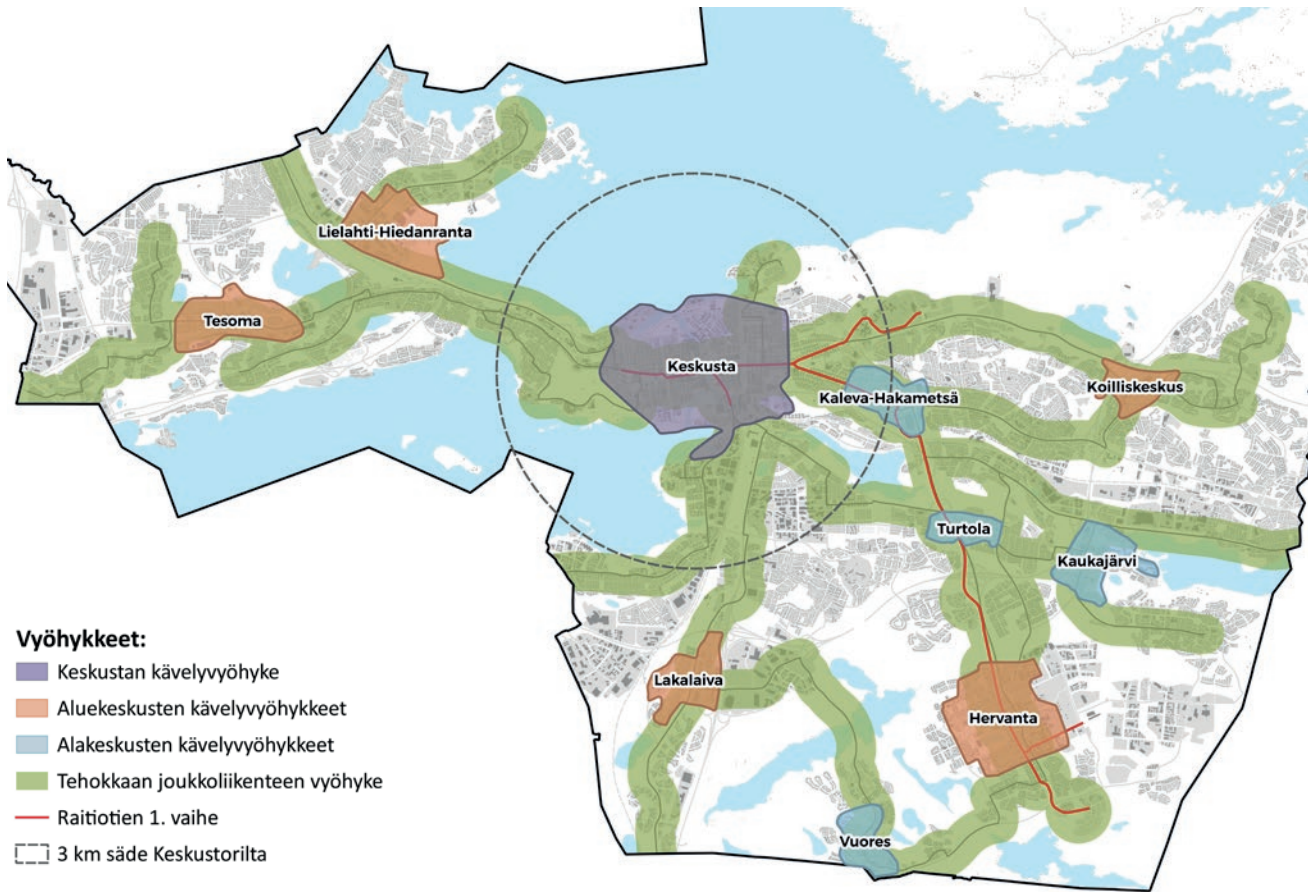 Lielahti-Hiedanranta
Tesoma
Keskusta
Kaleva-Hakametsä
Koilliskeskus
Turtola
Kaukajärvi
Lakalaiva
Hervanta
Vuores
Vyöhykkeet:
Keskustan kävelyvyöhyke
Aluekeskusten kävelyvyöhykkeet
Alakeskusten kävelyvyöhykkeet
Tehokkaan joukkoliikenteen vyöhyke
Raitiotien 1. vaihe
3 km säde Keskustorilta